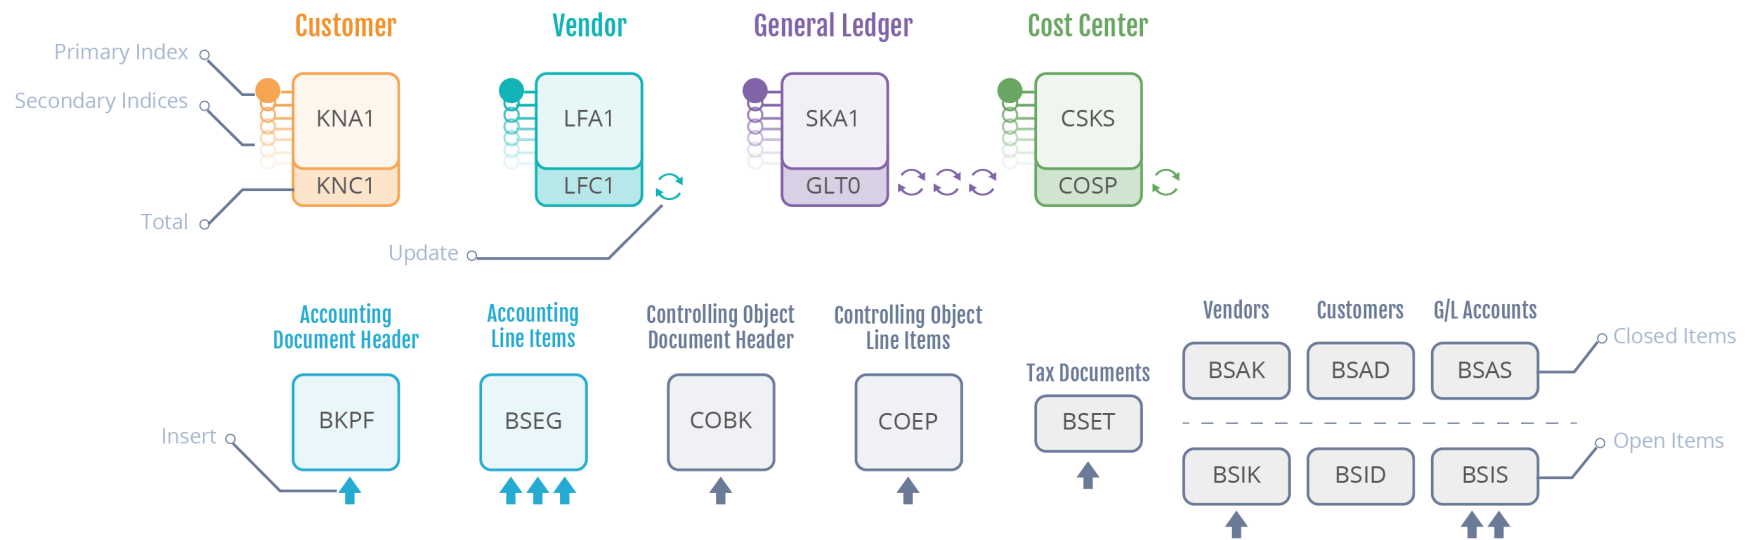 Customer
Vendor
General Ledger
Cost Center
Primary Index
Secondary Indices
KNA1
LFA1
SKA1
CSKS
KNC1
LFC1
GLT0
COSP
Total
Update
Accounting
Document Header
Accounting
Line Items
Controlling Object
Document Header
Controlling Object
Line Items
Tax Documents
Vendors
Customers
G/L Accounts
Closed Items
BSAK
BSAD
BSAS
BKPF
BSEG
COBK
COEP
BSET
Insert
Open Items
BSIK
BSID
BSIS